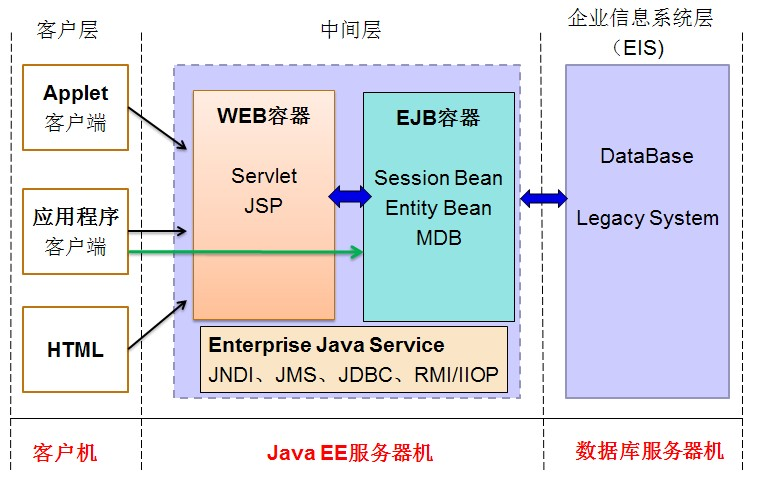 客户层
中间层
企业信息系统层
（EIS)
Applet
客户端
应用程序
客户端
HTML
WEB容器
Servlet
JSP
EJB容器
Session Bean
Entity Bean
MDB
Enterprise Java Service
JNDI、JMS、JDBC、RMI/IIOP
DataBase
Legacy System
客户机
Java EE服务器机
数据库服务器机